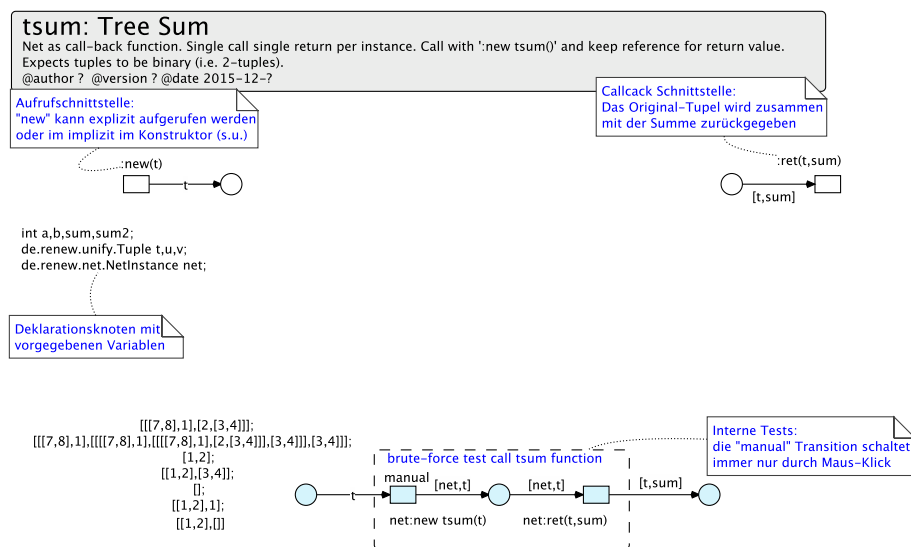 tsum: Tree Sum
Net as call-back function. Single call single return per instance. Call with ':new tsum()' and keep reference for return value.
Expects tuples to be binary (i.e. 2-tuples).
@author ? @version ? @date 2015-12-?
Aufrufschnittstelle:
"new" kann explizit aufgerufen werden
oder im implizit im Konstruktor (s.u.)
Callcack Schnittstelle:
Das Original-Tupel wird zusammen
mit der Summe zurückgegeben
:new(t)
t
:ret(t,sum)
[t,sum]
int a,b,sum,sum2;
de.renew.unify.Tuple t,u,v;
de.renew.net.NetInstance net;
Deklarationsknoten mit
vorgegebenen Variablen
[[[7,8],1],[2,[3,4]]];
[[[7,8],1],[[[[7,8],1],[[[[7,8],1],[2,[3,4]]],[3,4]]],[3,4]]];
[1,2];
[[1,2],[3,4]];
[];
[[1,2],1];
[[1,2],[]]
Interne Tests:
die "manual" Transition schaltet
immer nur durch Maus-Klick
brute-force test call tsum function
manual
t
[net,t]
[net,t]
[t,sum]
net:new tsum(t)
net:ret(t,sum)